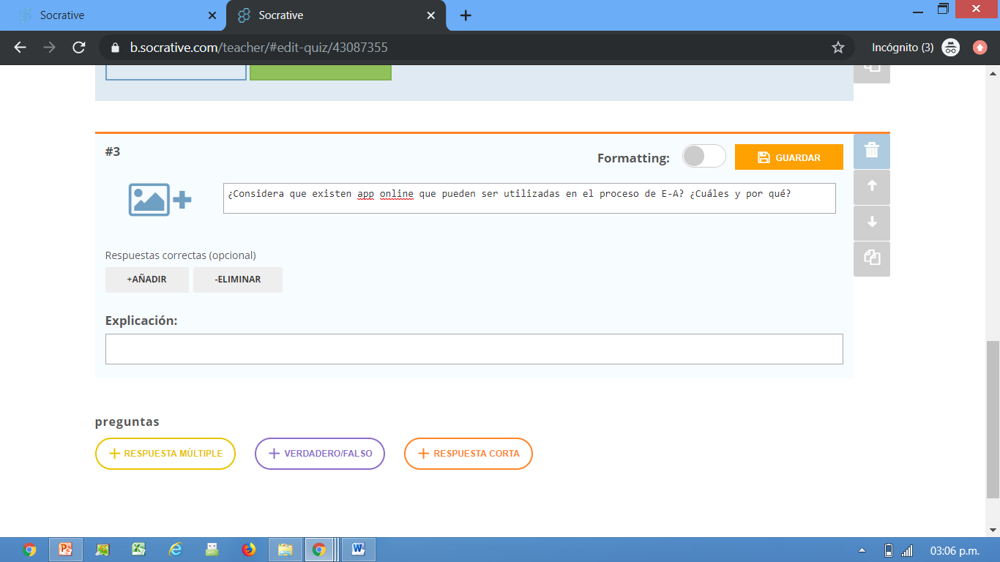 Socrative
Socrative
b.socrative.com/teacher/#edit-quiz/43087355
Incógnito (3)
#3
Formatting:
GUARDAR
¿Considera que existen app online que pueden ser utilizadas en el proceso de E-A? ¿Cuáles y por qué?
Respuestas correctas (opcional)
+AÑADIR
-ELIMINAR
Explicación:
preguntas
+ RESPUESTA MÚLTIPLE
+ VERDADERO/FALSO
+ RESPUESTA CORTA
03:06 p.m.